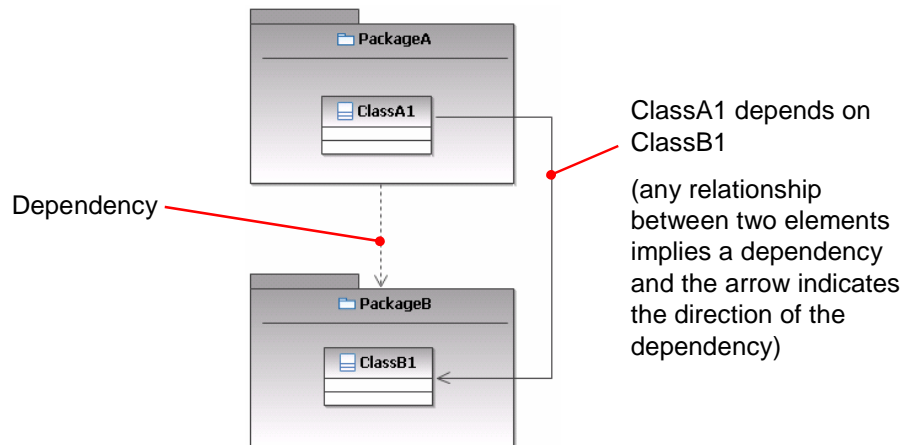 PackageA
ClassA1
ClassA1 depends on
ClassB1
(any relationship
between two elements
implies a dependency
and the arrow indicates
the direction of the
dependency)
Dependency
PackageB
ClassB1